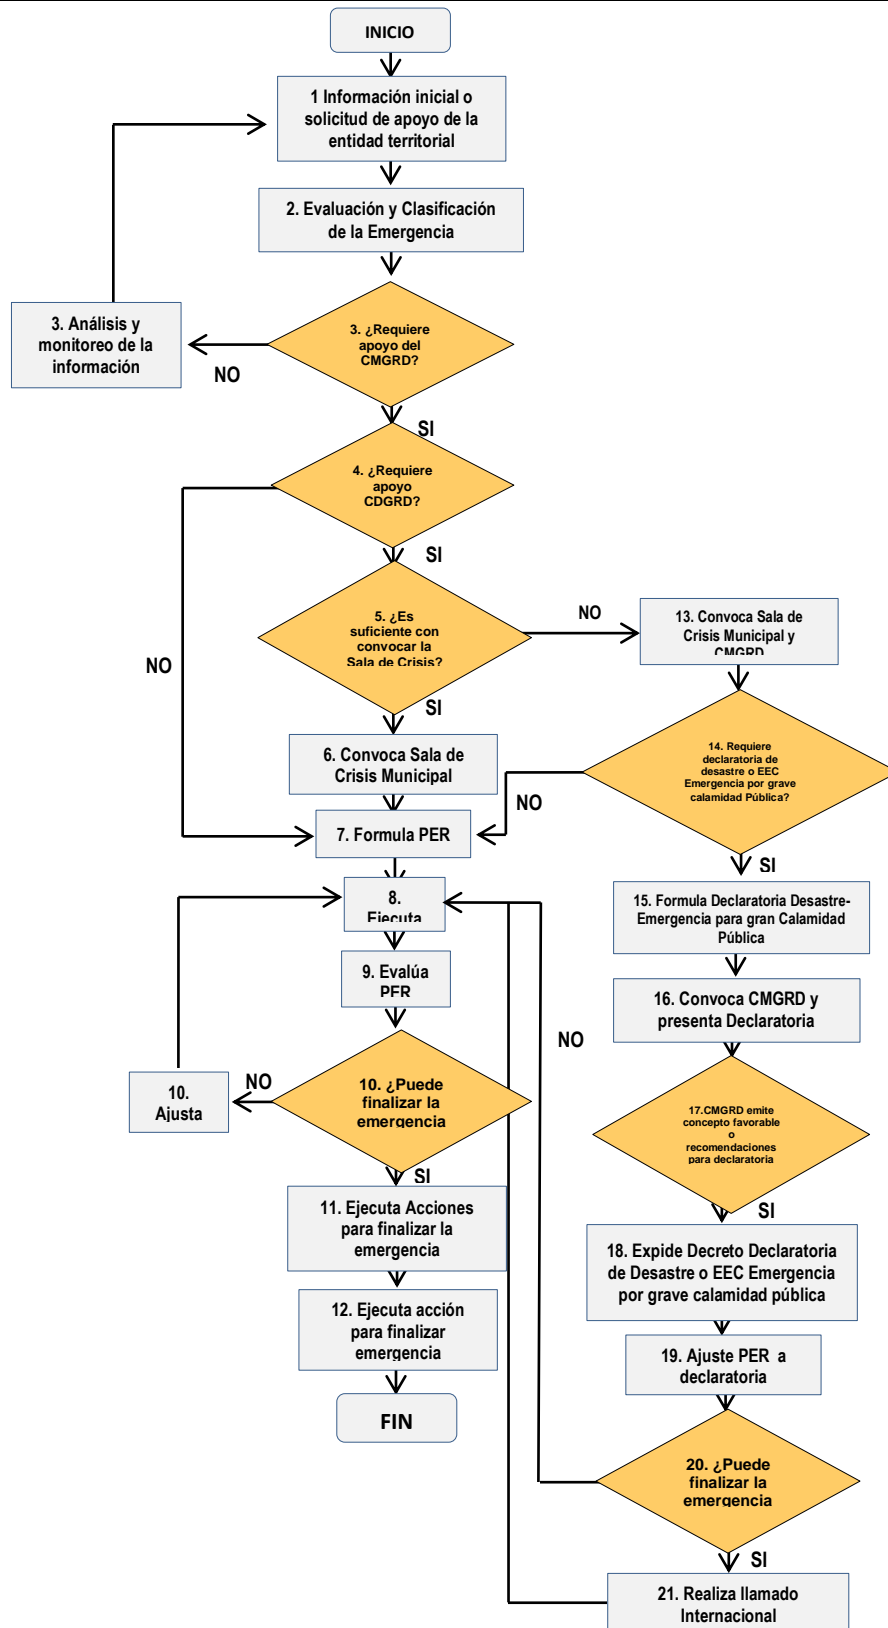 INICIO
1 Información inicial o
solicitud de apoyo de la
entidad territorial
2. Evaluación y Clasificación
de la Emergencia
3. ¿Requiere
apoyo del
CMGRD?
NO
3. Análisis y
monitoreo de la
información
SI
4. ¿Requiere
apoyo
CDGRD?
NO
SI
5. ¿Es
suficiente con
convocar la
Sala de Crisis?
NO
13. Convoca Sala de
Crisis Municipal y
CMGRD
SI
6. Convoca Sala de
Crisis Municipal
14. Requiere
declaratoria de
desastre o EEC
Emergencia por grave
calamidad Pública?
NO
7. Formula PER
SI
8.
Ejecuta
15. Formula Declaratoria Desastre-
Emergencia para gran Calamidad
Pública
9. Evalúa
PER
16. Convoca CMGRD y
presenta Declaratoria
NO
10. ¿Puede
finalizar la
emergencia
NO
10.
Ajusta
17.CMGRD emite
concepto favorable
o
recomendaciones
para declaratoria
SI
11. Ejecuta Acciones
para finalizar la
emergencia
SI
18. Expide Decreto Declaratoria
de Desastre o EEC Emergencia
por grave calamidad pública
12. Ejecuta acción
para finalizar
emergencia
19. Ajuste PER a
declaratoria
FIN
20. ¿Puede
finalizar la
emergencia
SI
21. Realiza llamado
Internacional